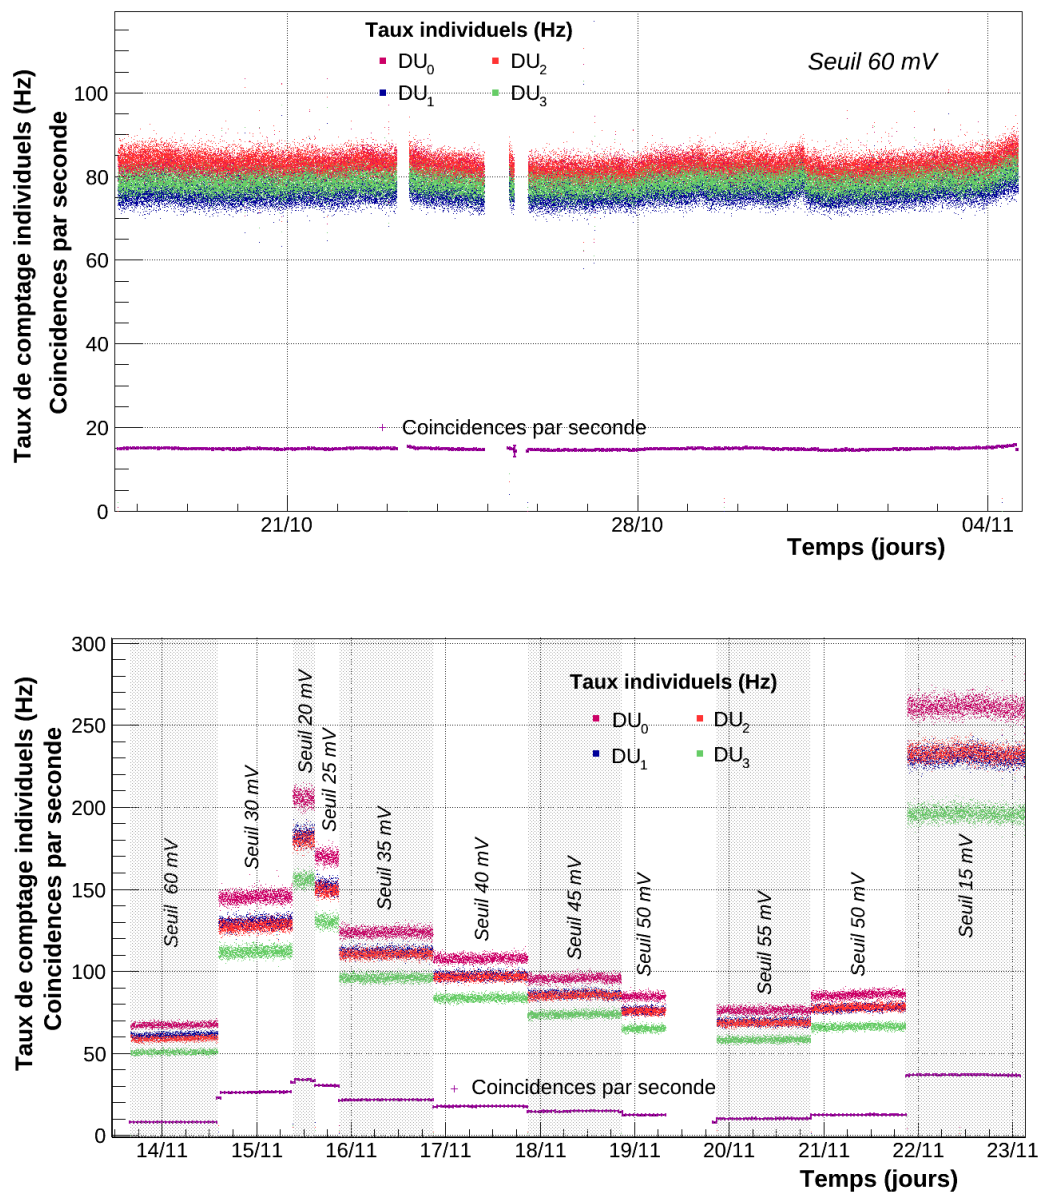 Taux individuels (Hz)
DU0 DU2
DU1 DU3
Seuil 60 mV
Taux de comptage individuels (Hz)
Coincidences par seconde
100
80
60
40
20
0
Coincidences par seconde
21/10 28/10 04/11
Temps (jours)
Taux individuels (Hz)
DU0 DU2
DU1 DU3
Taux de comptage individuels (Hz)
Coincidences par seconde
300
250
200
150
100
50
0
Seuil 60 mV
Seuil 30 mV
Seuil 20 mV
Seuil 25 mV
Seuil 35 mV
Seuil 40 mV
Seuil 45 mV
Seuil 50 mV
Seuil 55 mV
Seuil 50 mV
Seuil 15 mV
Coincidences par seconde
14/11 15/11 16/11 17/11 18/11 19/11 20/11 21/11 22/11 23/11
Temps (jours)